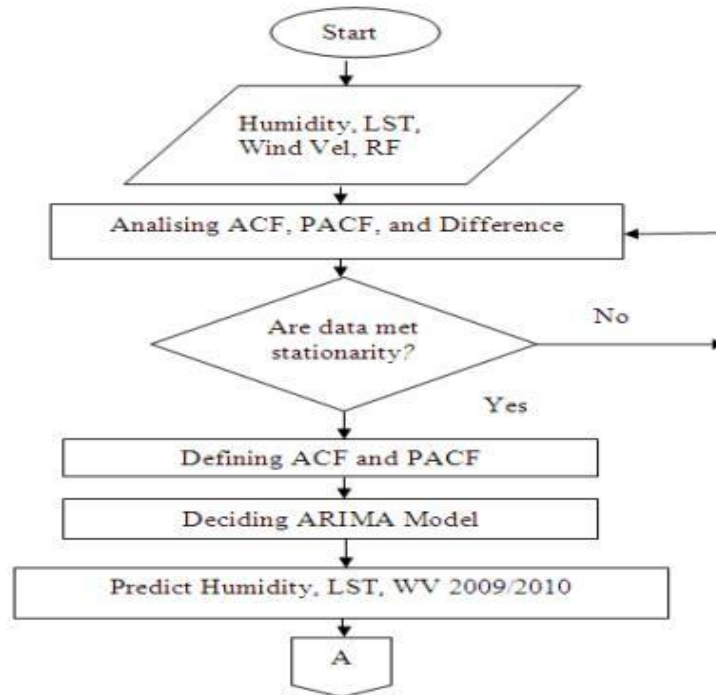 Start
Humidity, LST,
Wind Vel, RF
Analising ACF, PACF, and Difference
Are data met
stationarity?
No
Yes
Defining ACF and PACF
Deciding ARIMA Model
Predict Humidity, LST, WV 2009/2010
A